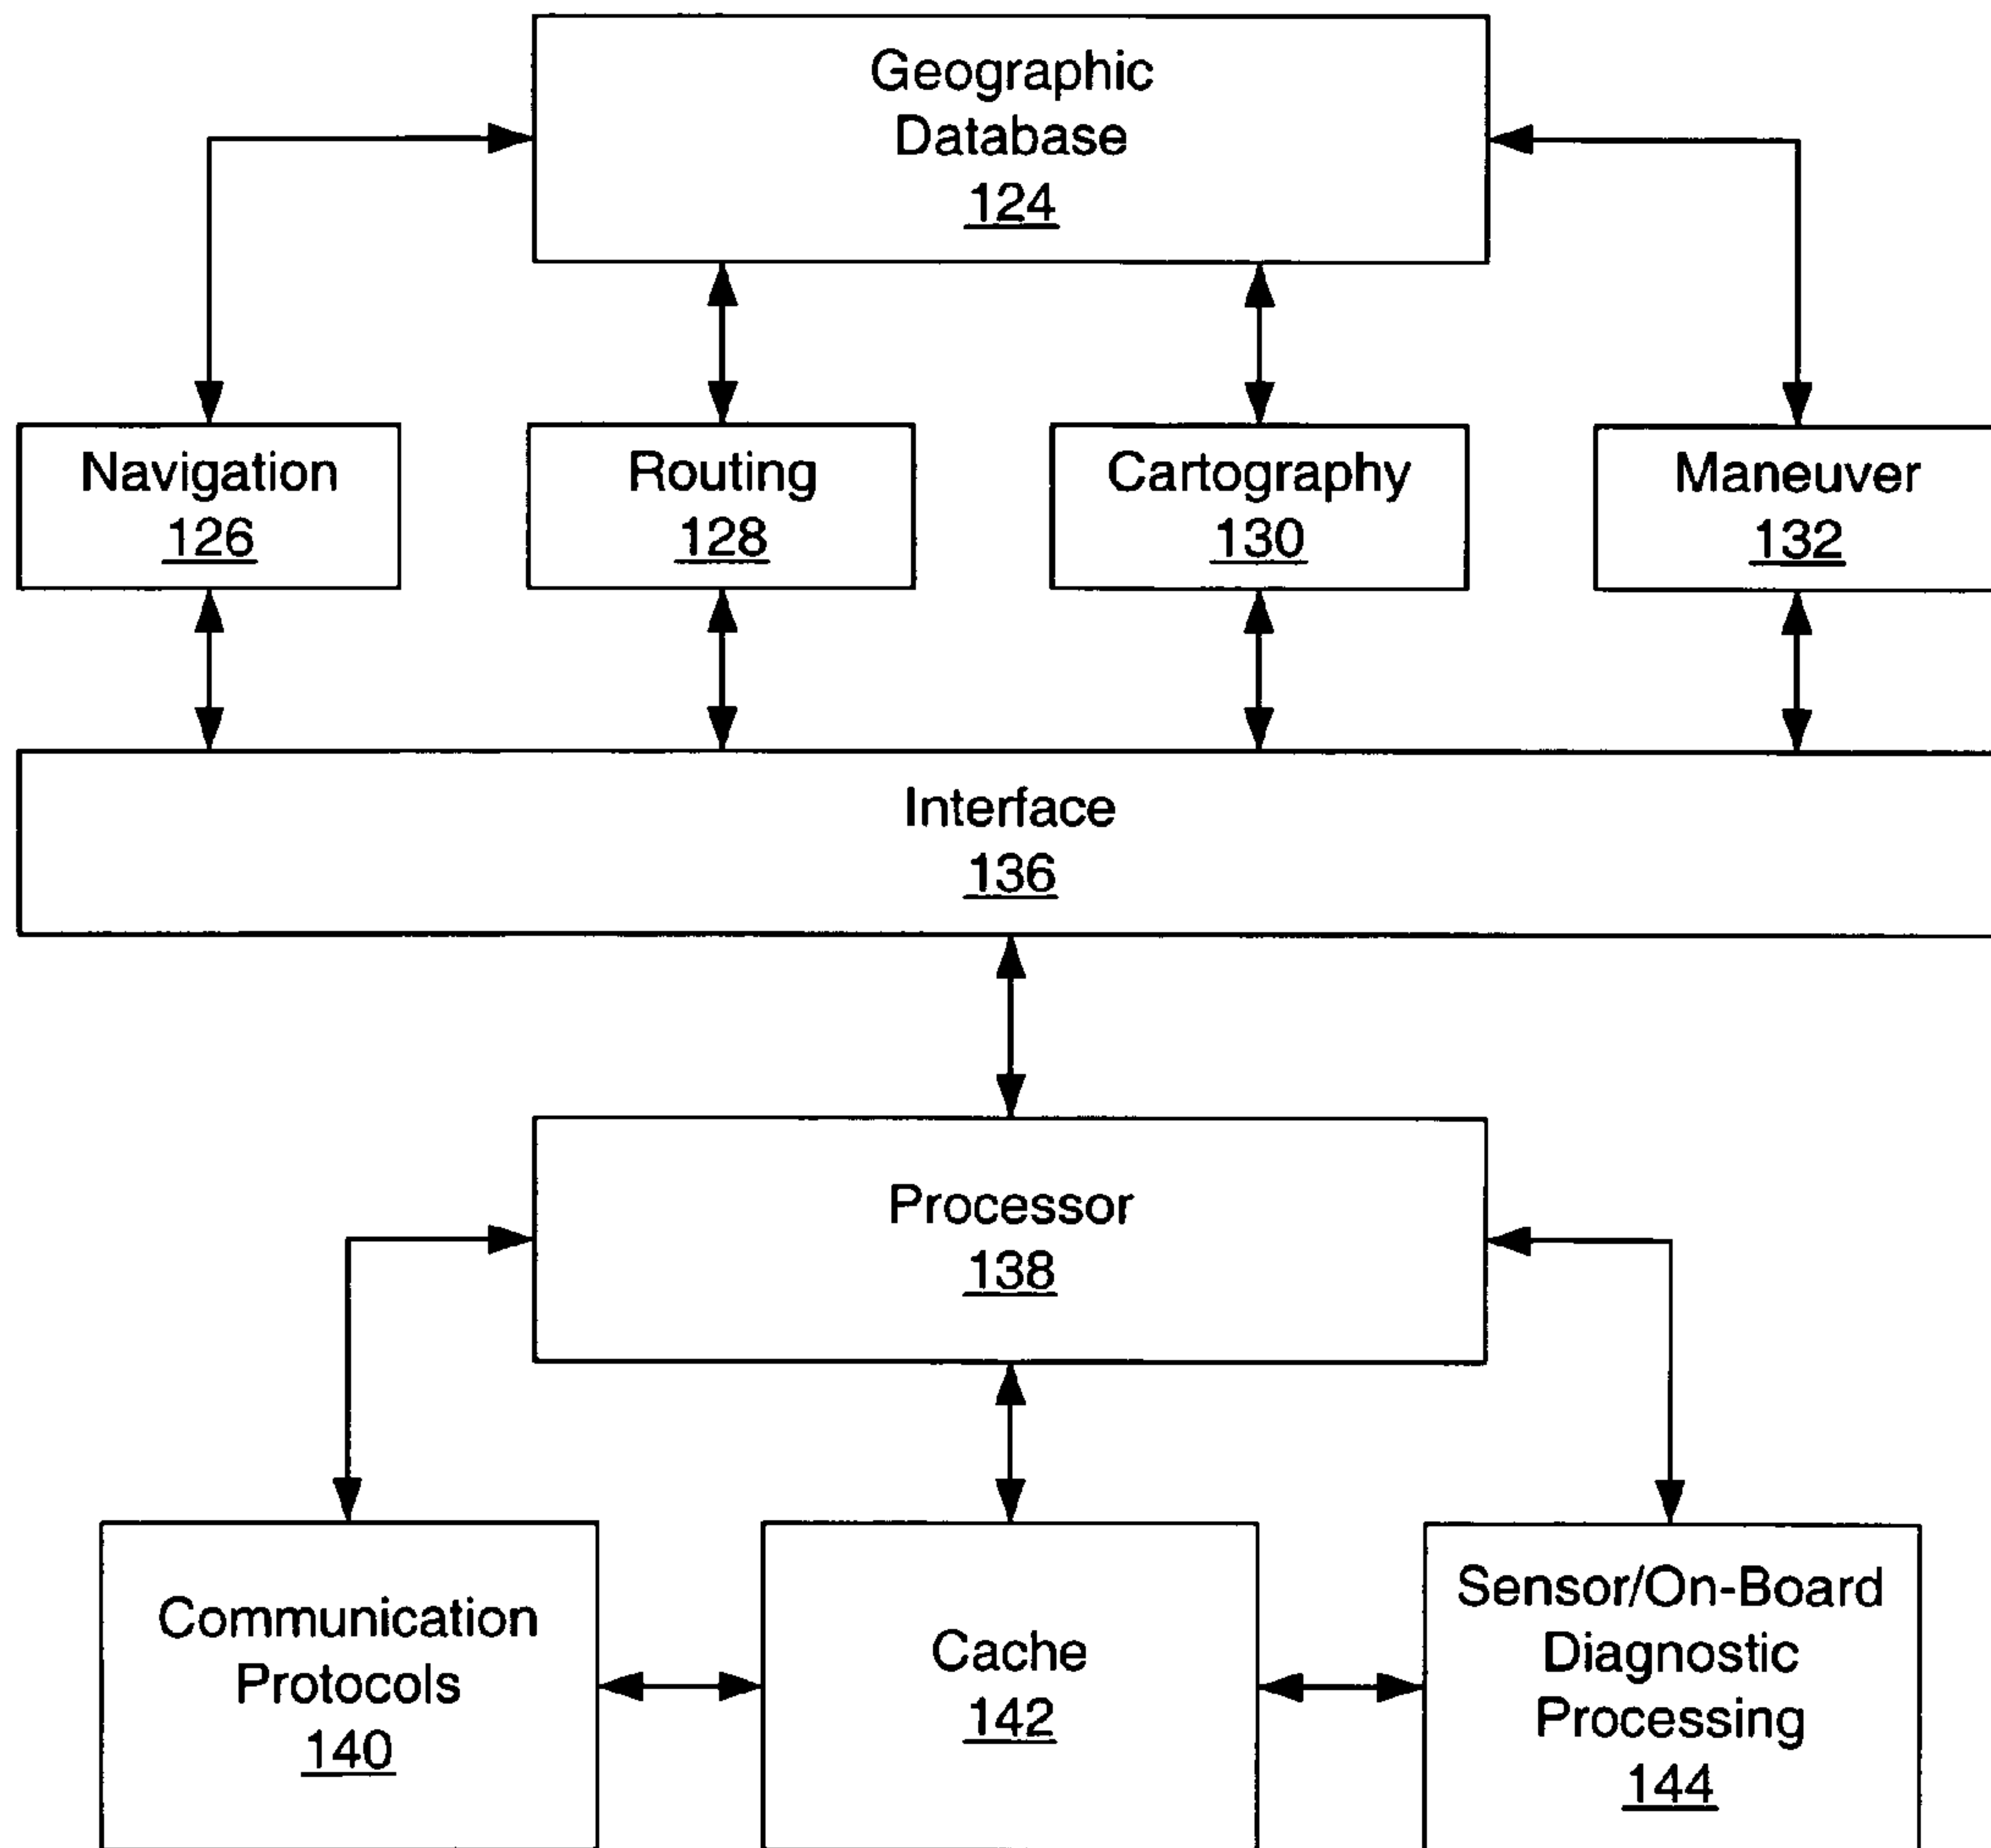 Geographic
Database
124
Navigation
126
Routing
128
Cartography
130
Maneuver
132
Interface
136
Processor
138
Communication
Protocols
140
Cache
142
Sensor/On-Board
Diagnostic
Processing
144